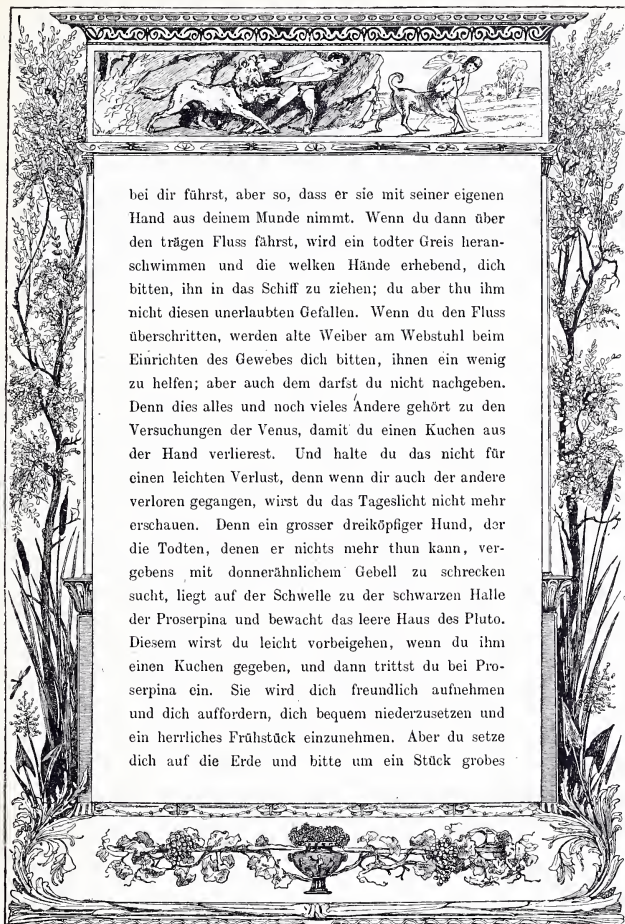 bei dir führst, aber so, dass er sie mit seiner eigenen
Hand aus deinem Munde nimmt. Wenn du dann über
den trägen Fluss fährst, wird ein todter Greis heran-
schwimmen und die welken Hände erhebend, dich
bitten, ihn in das Schiff zu ziehen; du aber thu ihm
nicht diesen unerlaubten Gefallen. Wenn du den Fluss
überschritten, werden alte Weiber am Webstuhl beim
Einrichten des Gewebes dich bitten, ihnen ein wenig
zu helfen; aber auch dem darfst du nicht nachgeben.
Denn dies alles und noch vieles Andere gehört zu den
Versuchungen der Venus, damit du einen Kuchen aus
der Hand verlierest. Und halte du das nicht für
einen leichten Verlust, denn wenn dir auch der andere
verloren gegangen, wirst du das Tageslicht nicht mehr
erschauen. Denn ein grosser dreiköpfiger Hund, der
die Todten, denen er nichts mehr thun kann, ver-
gebens mit donnerähnlichem Gebell zu schrecken
sucht, liegt auf der Schwelle zu der schwarzen Halle
der Proserpina und bewacht das leere Haus des Pluto.
Diesem wirst du leicht vorbeigehen, wenn du ihm
einen Kuchen gegeben, und dann trittst du bei Pro-
serpina ein. Sie wird dich freundlich aufnehmen
und dich auffordern, dich bequem niederzusetzen und
ein herrliches Frühstück einzunehmen. Aber du setze
dich auf die Erde und bitte um ein Stück grobes